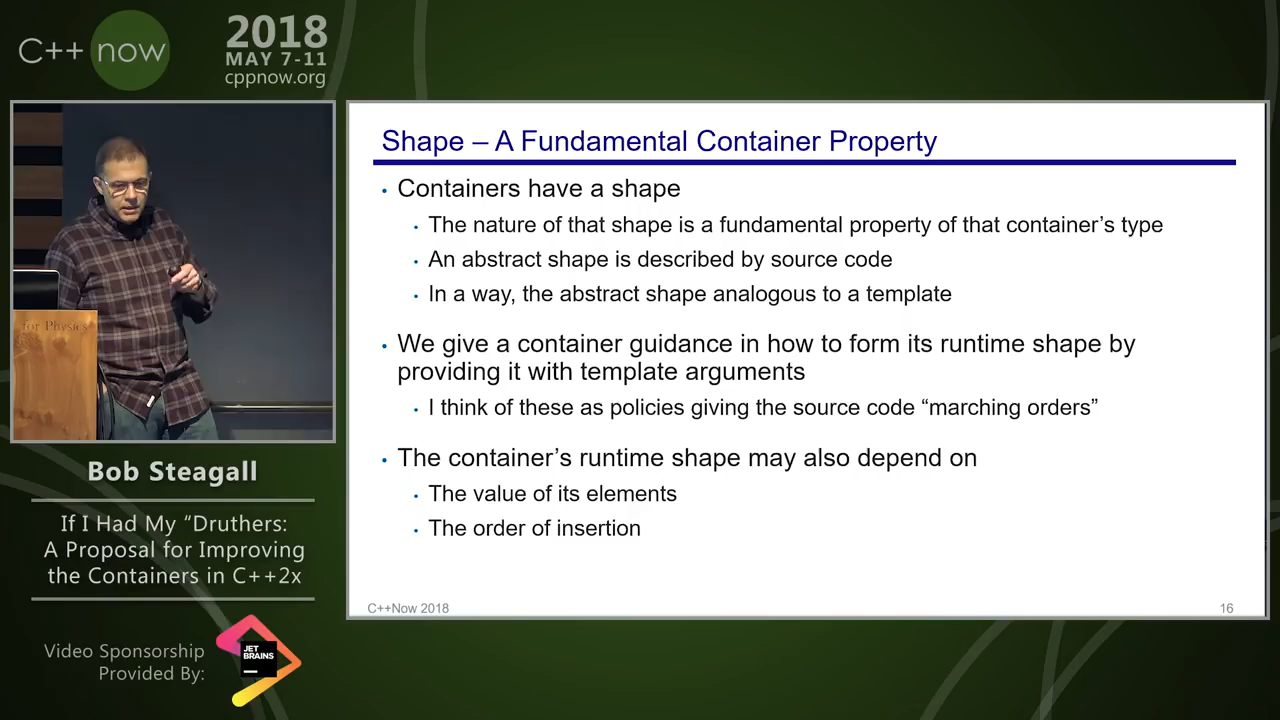 C++ now
2018
MAY 7-11
cppnow.org
for Physics
Bob Steagall
If I Had My “Druthers:
A Proposal for Improving
the Containers in C++2x
Video Sponsorship
Provided By:
JET
BRAINS
Shape – A Fundamental Container Property
• Containers have a shape
• The nature of that shape is a fundamental property of that container’s type
• An abstract shape is described by source code
• In a way, the abstract shape analogous to a template
• We give a container guidance in how to form its runtime shape by
providing it with template arguments
• I think of these as policies giving the source code “marching orders”
• The container’s runtime shape may also depend on
• The value of its elements
• The order of insertion
C++Now 2018
16